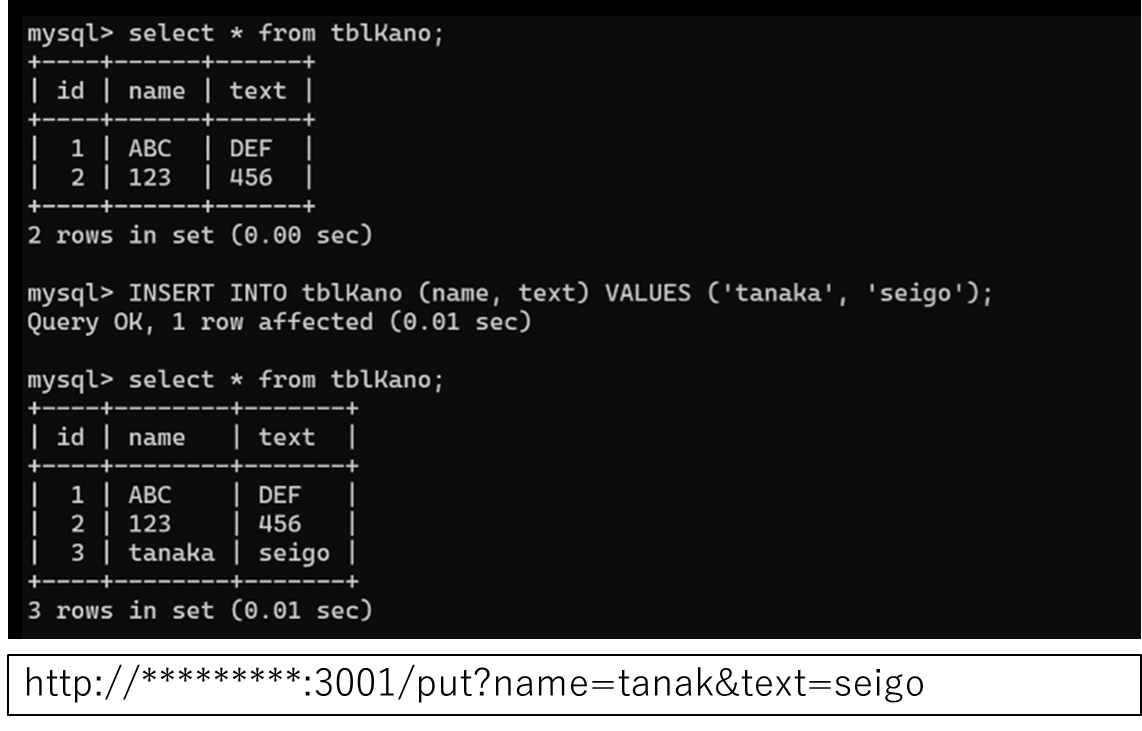 mysql> select * from tblKano;
+----+------+------+
| id | name | text |
+----+------+------+
|  1 | ABC  | DEF  |
|  2 | 123  | 456  |
+----+------+------+
2 rows in set (0.00 sec)
mysql> INSERT INTO tblKano (name, text) VALUES ('tanaka', 'seigo');
Query OK, 1 row affected (0.01 sec)
mysql> select * from tblKano;
+----+--------+-------+
| id | name   | text  |
+----+--------+-------+
|  1 | ABC    | DEF   |
|  2 | 123    | 456   |
|  3 | tanaka | seigo |
+----+--------+-------+
3 rows in set (0.01 sec)
http://*********:3001/put?name=tanak&text=seigo